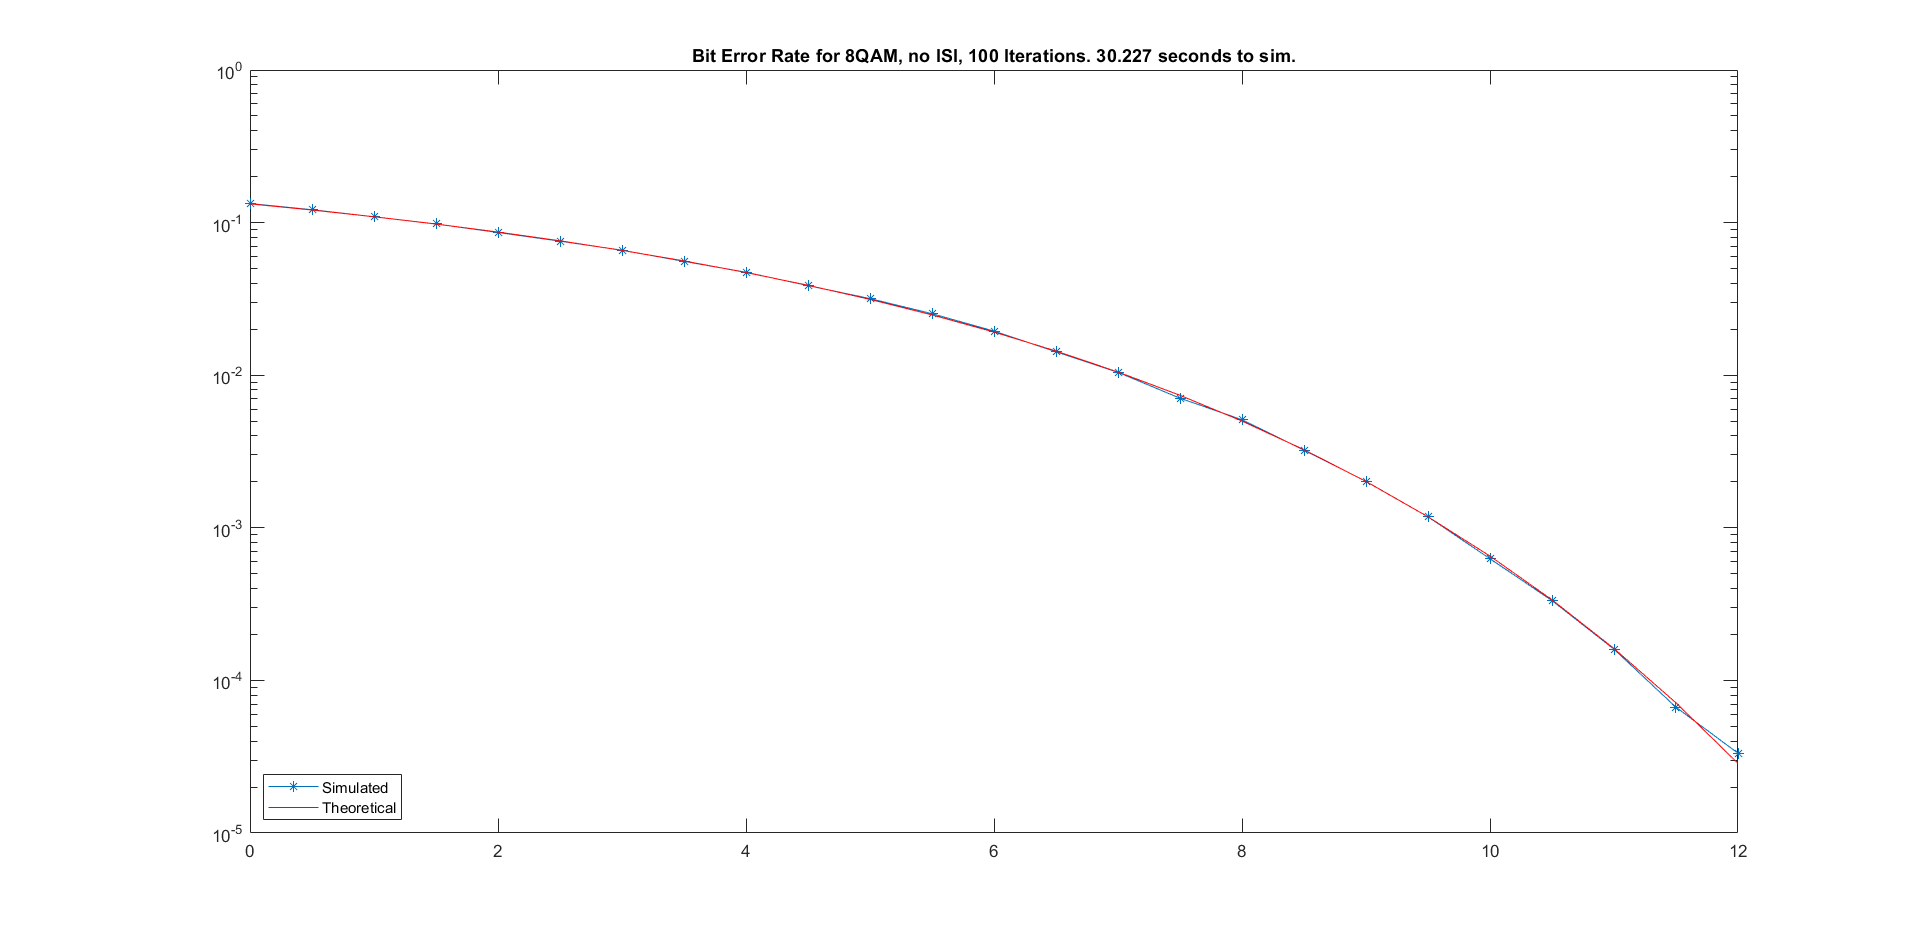 Bit Error Rate for 8QAM, no ISI, 100 Iterations. 30.227 seconds to sim.
10^0
10^-1
10^-2
10^-3
10^-4
10^-5
Simulated
Theoretical
0 2 4 6 8 10 12